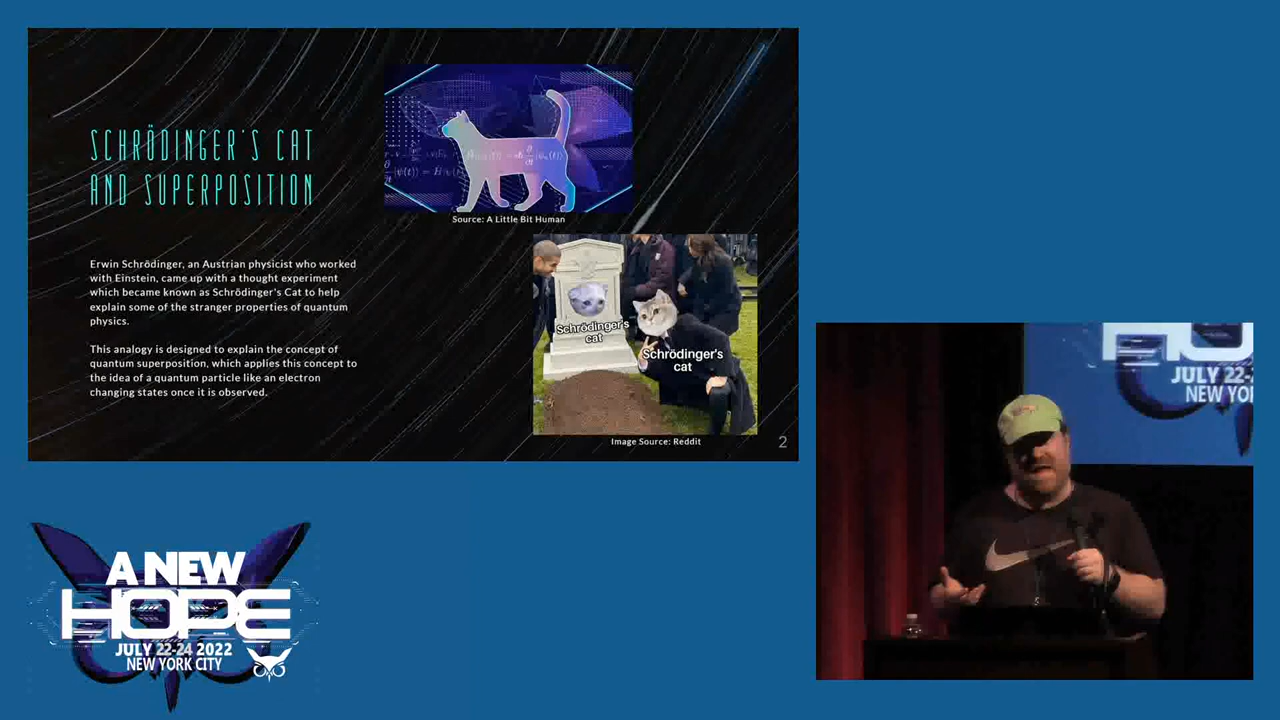 SCHRÖDINGER'S CAT
AND SUPERPOSITION
Source: A Little Bit Human
Erwin Schrödinger, an Austrian physicist who worked
with Einstein, came up with a thought experiment
which became known as Schrödinger's Cat to help
explain some of the stranger properties of quantum
physics.
This analogy is designed to explain the concept of
quantum superposition, which applies this concept to
the idea of a quantum particle like an electron
changing states once it is observed.
Schrödinger's
cat
Schrödinger's
cat
Image Source: Reddit
2
JULY 22-
NEW YO
A NEW
HOPE
JULY 22-24 2022
NEW YORK CITY